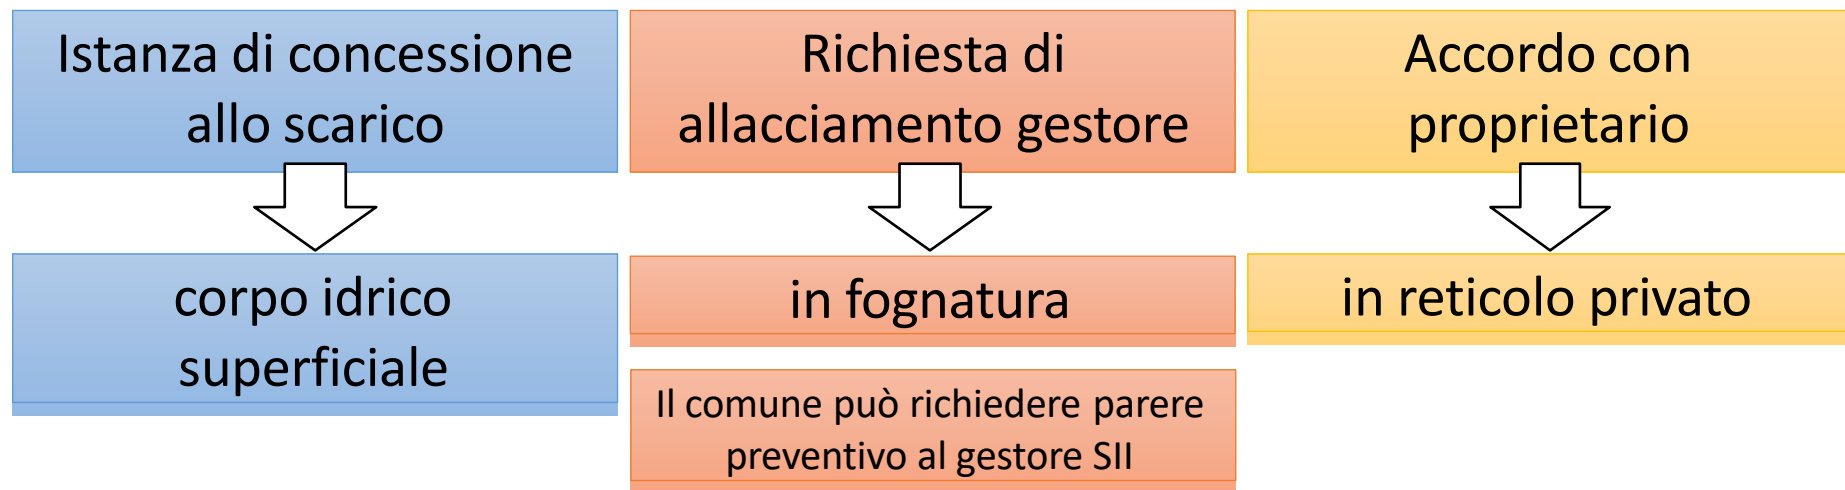 Istanza di concessione
allo scarico
corpo idrico
superficiale
Richiesta di
allacciamento gestore
in fognatura
Il comune può richiedere parere
preventivo al gestore SII
Accordo con
proprietario
in reticolo privato